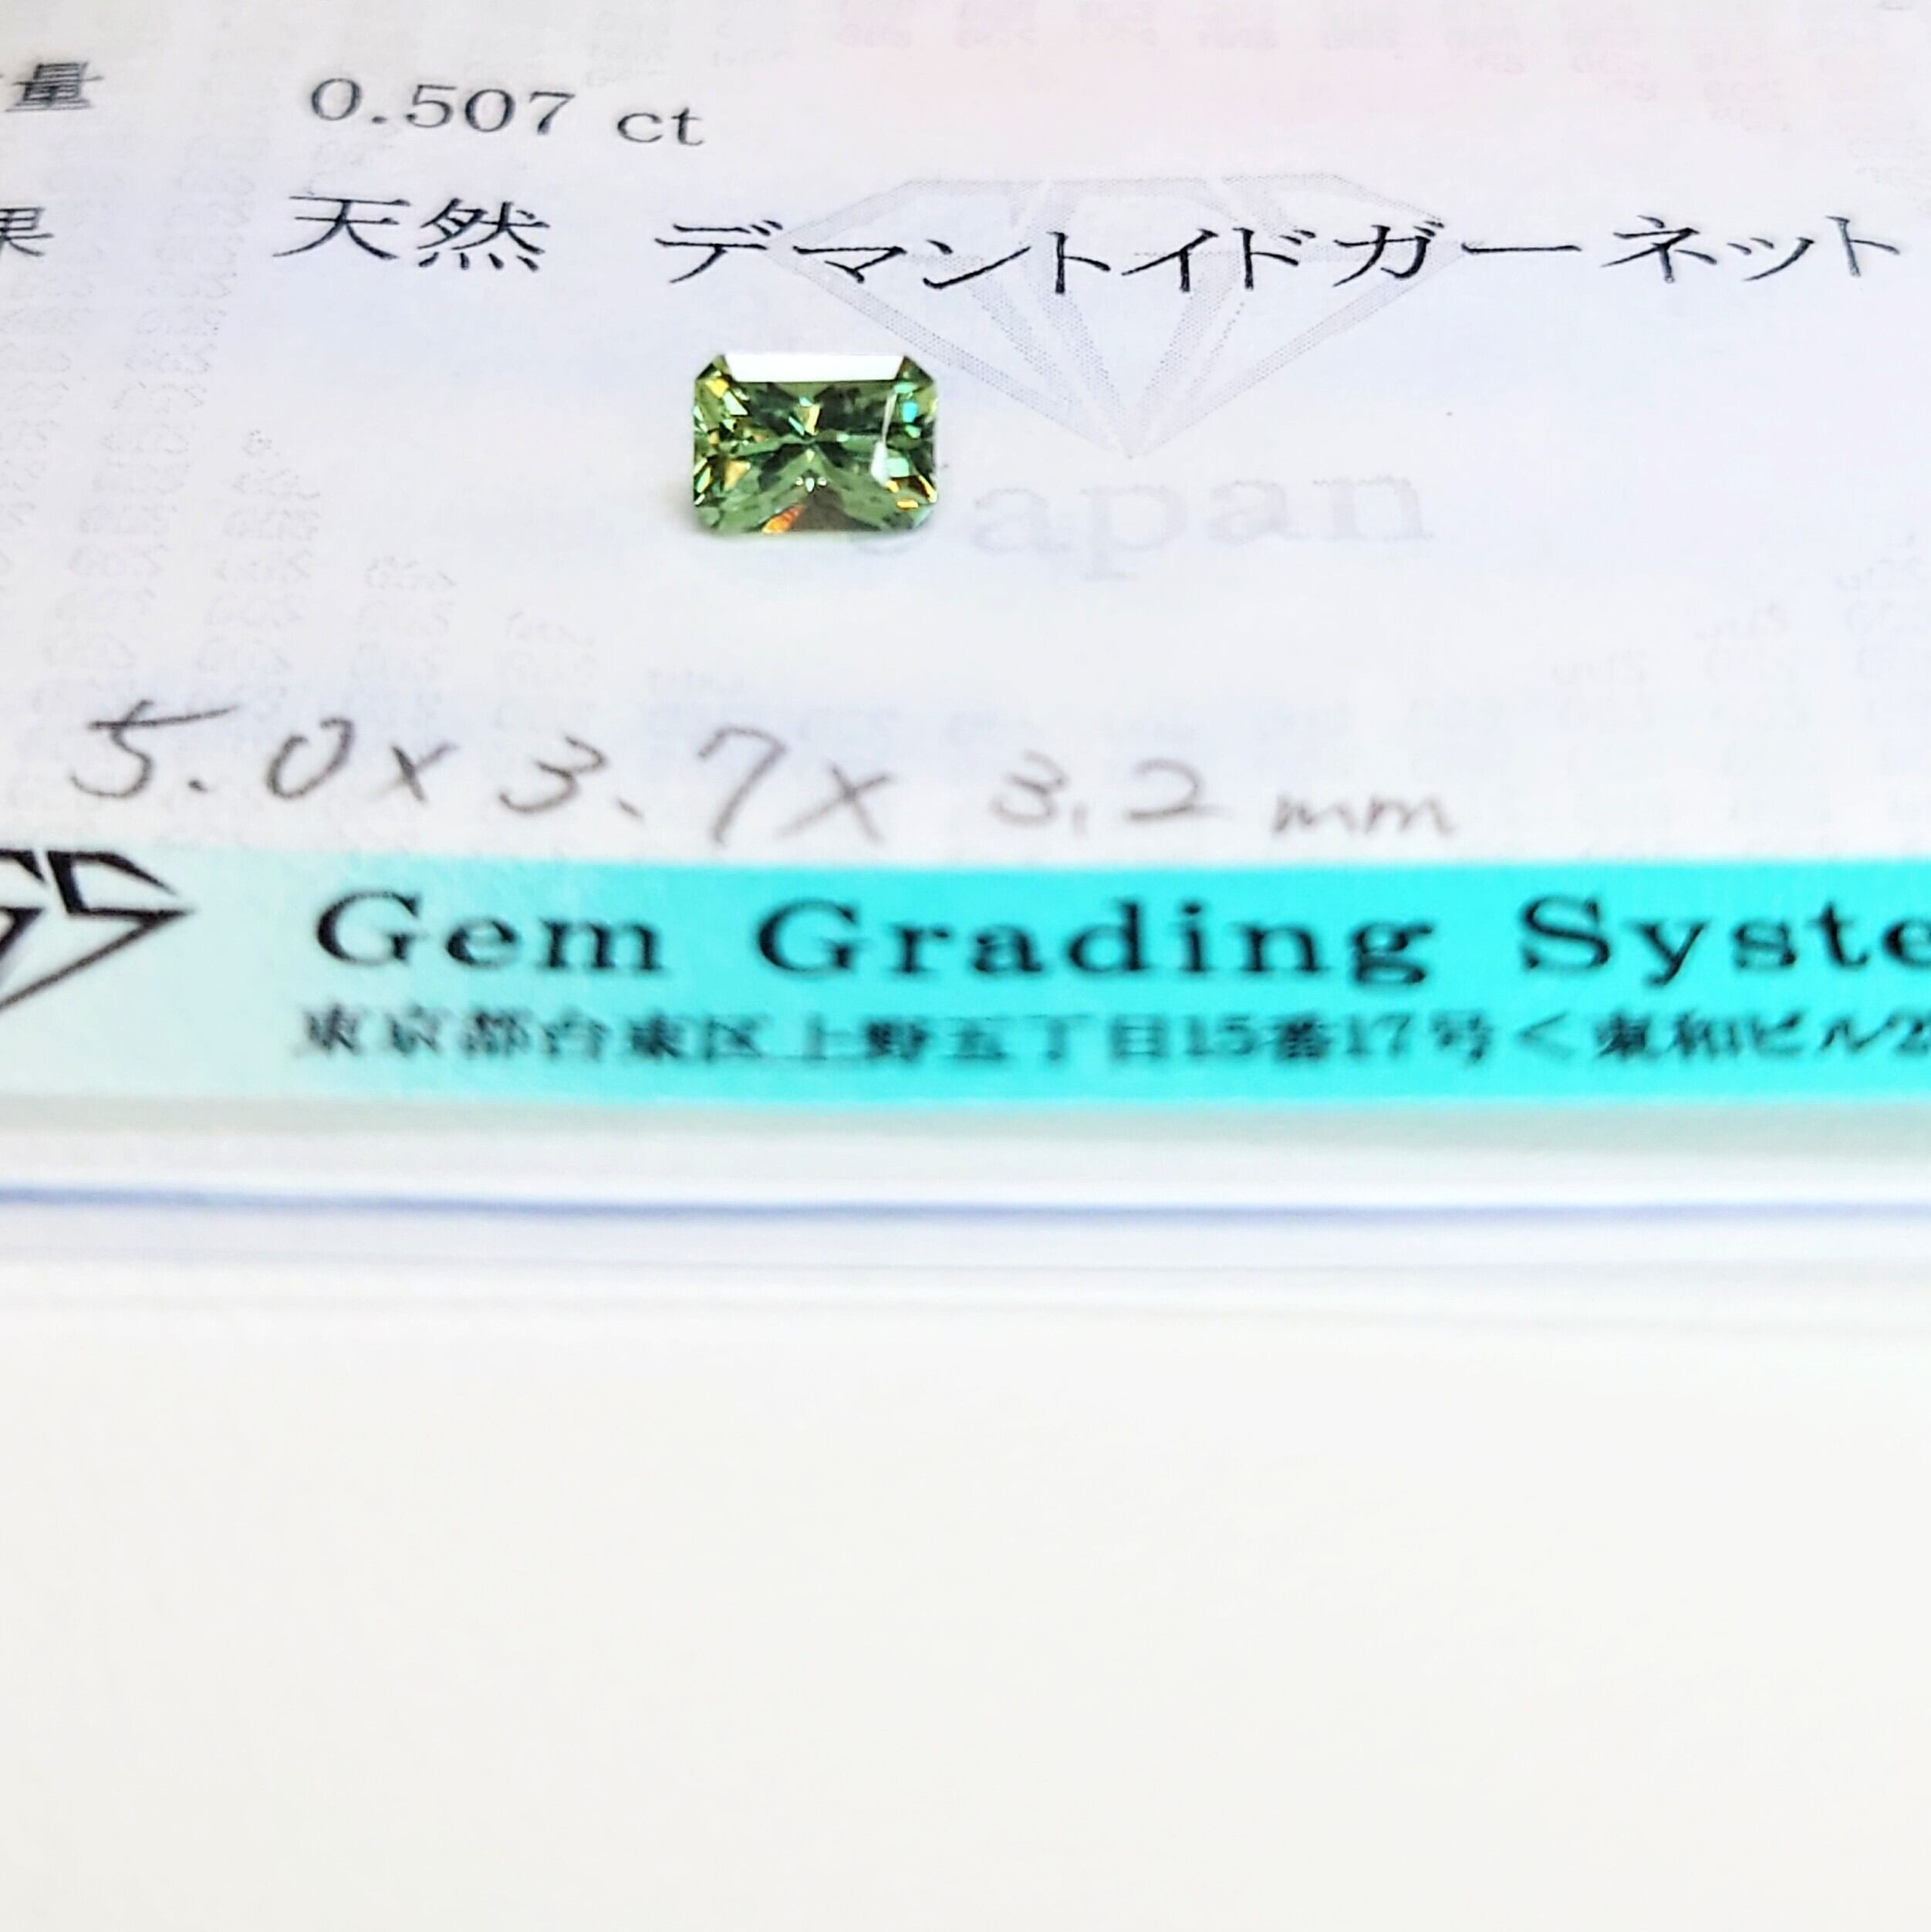 量 0.507 ct
果 天然 デマントイドガーネット
Japan
5.0 x 3.7 x 3.2 mm
Gem Grading Syste
東京都台東区上野五丁目15番17号＜東和ビル2